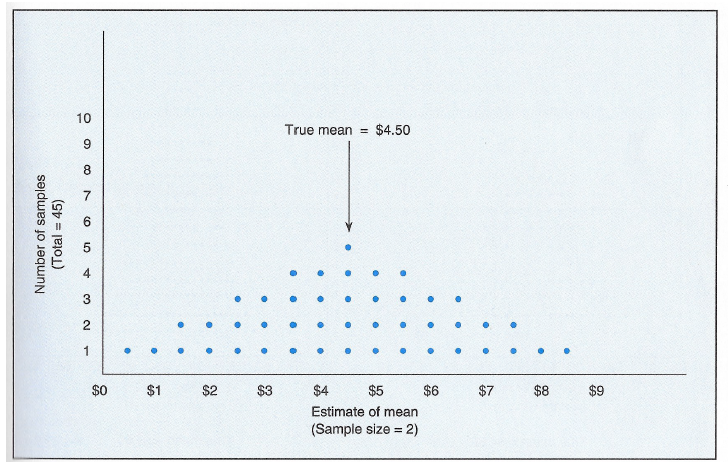 True mean = $4.50
10
9
8
7
6
5
4
3
2
1
Number of samples
(Total = 45)
$0 $1 $2 $3 $4 $5 $6 $7 $8 $9
Estimate of mean
(Sample size = 2)